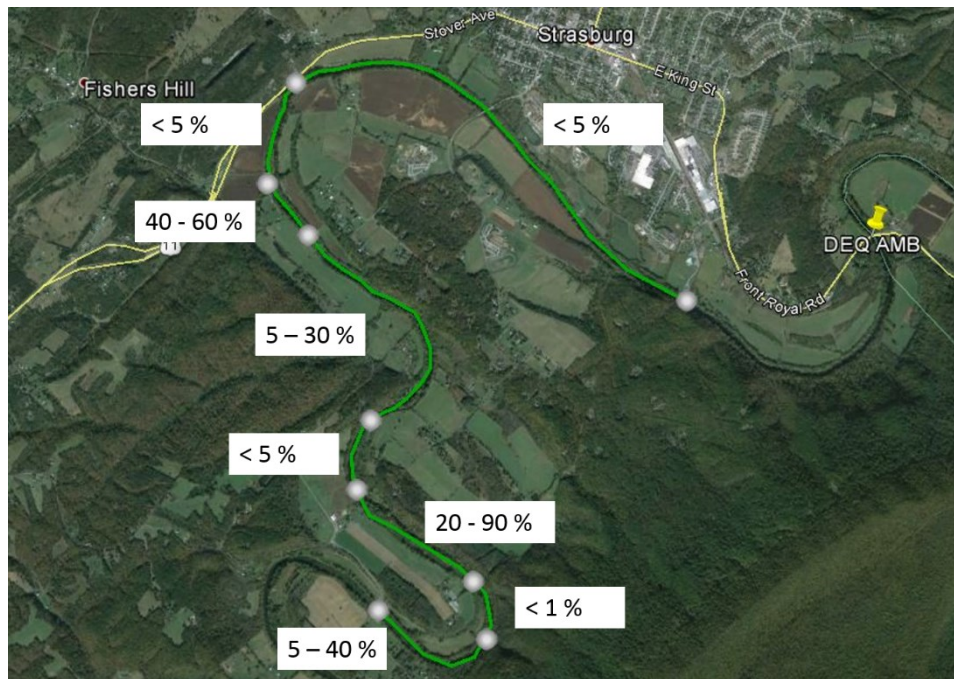 Stover Ave
Strasburg
E King St
Fishers Hill
< 5 %
< 5 %
40 - 60 %
11
DEQ AMB
Front Royal Rd
5 – 30 %
< 5 %
20 - 90 %
< 1 %
5 – 40 %